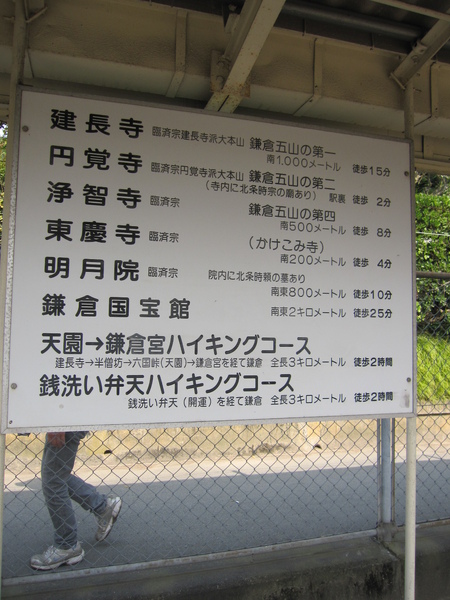 建長寺 臨済宗建長寺派大本山 鎌倉五山の第一
南1,000メートル 徒歩15分
円覚寺 臨済宗円覚寺派大本山 鎌倉五山の第二
(寺内に北条時宗の廟あり) 駅裏 徒歩 2分
浄智寺 臨済宗 鎌倉五山の第四
南500メートル 徒歩 8分
東慶寺 臨済宗 (かけこみ寺)
南200メートル 徒歩 4分
明月院 臨済宗 院内に北条時頼の墓あり
南東800メートル 徒歩10分
鎌倉国宝館 南東2キロメートル 徒歩25分
天園→鎌倉宮ハイキングコース
建長寺→半僧坊→六国峠(天園)→鎌倉宮を経て鎌倉 全長3キロメートル 徒歩2時間
銭洗い弁天ハイキングコース
銭洗い弁天(開運)を経て鎌倉 全長3キロメートル 徒歩2時間